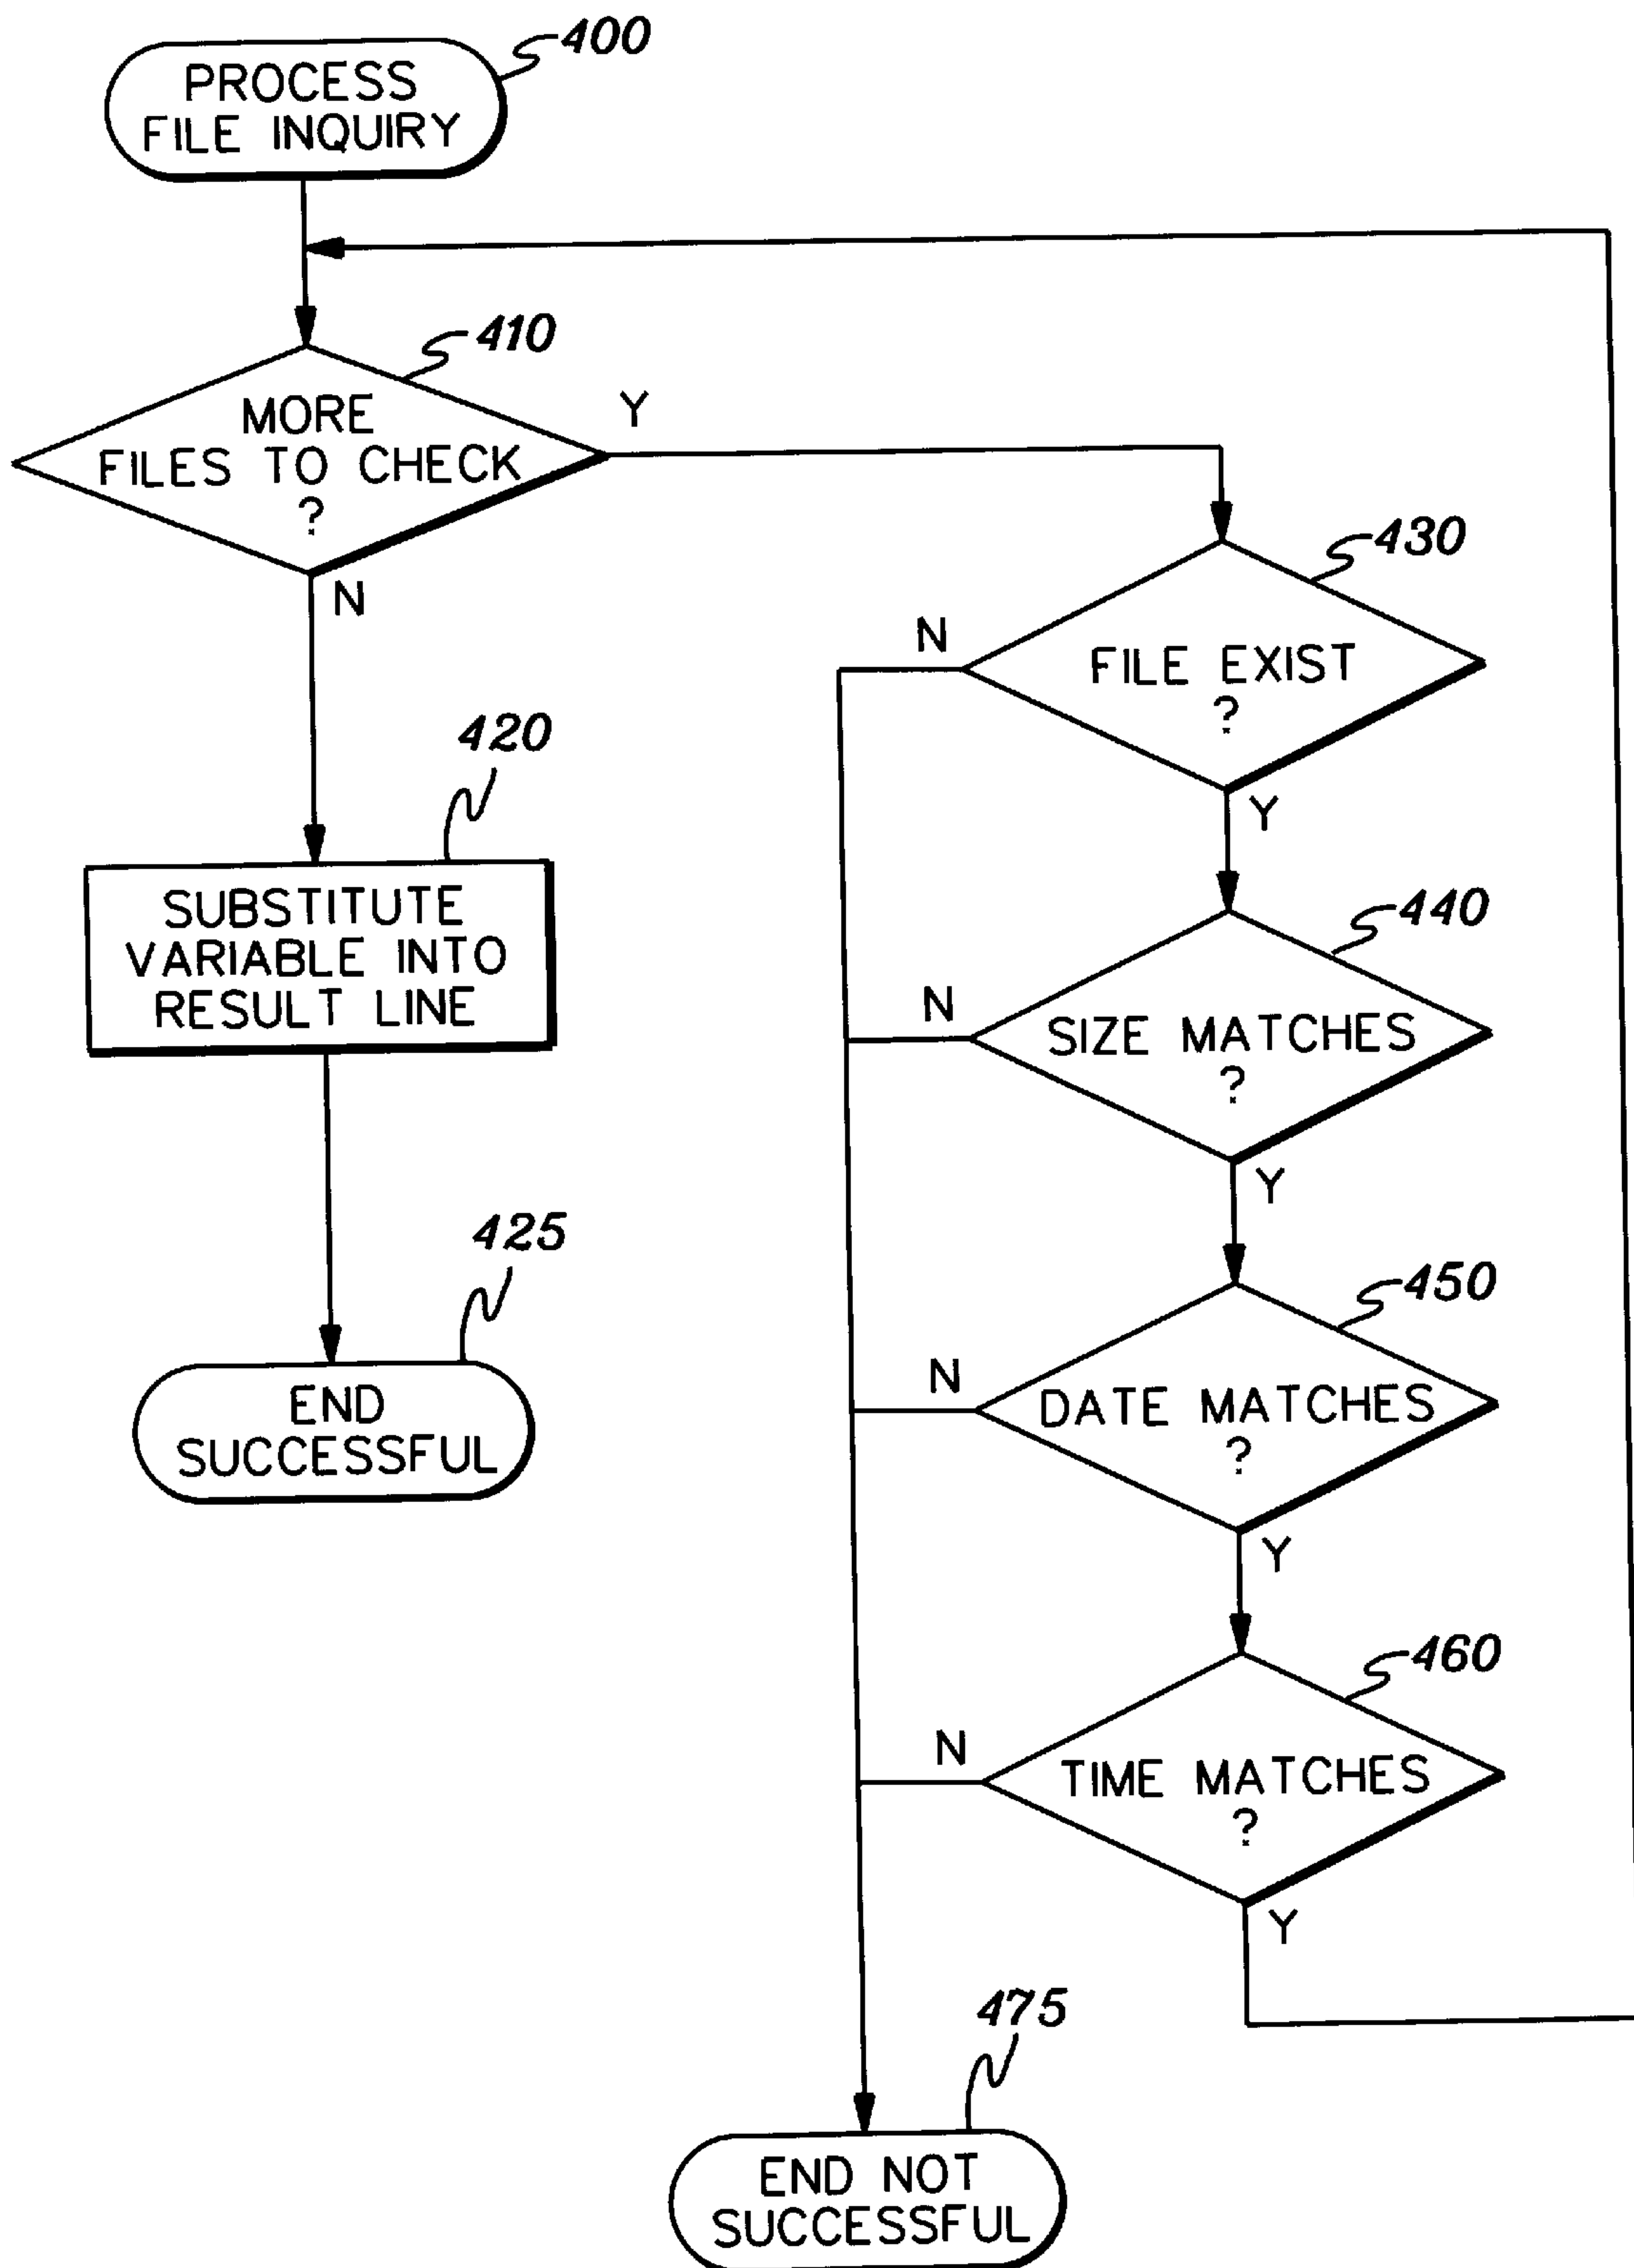 400
PROCESS
FILE INQUIRY
410
MORE
FILES TO CHECK
?
Y
N
420
SUBSTITUTE
VARIABLE INTO
RESULT LINE
425
END
SUCCESSFUL
430
FILE EXIST
?
N
Y
440
SIZE MATCHES
?
N
Y
450
DATE MATCHES
?
N
Y
460
TIME MATCHES
?
N
Y
475
END NOT
SUCCESSFUL